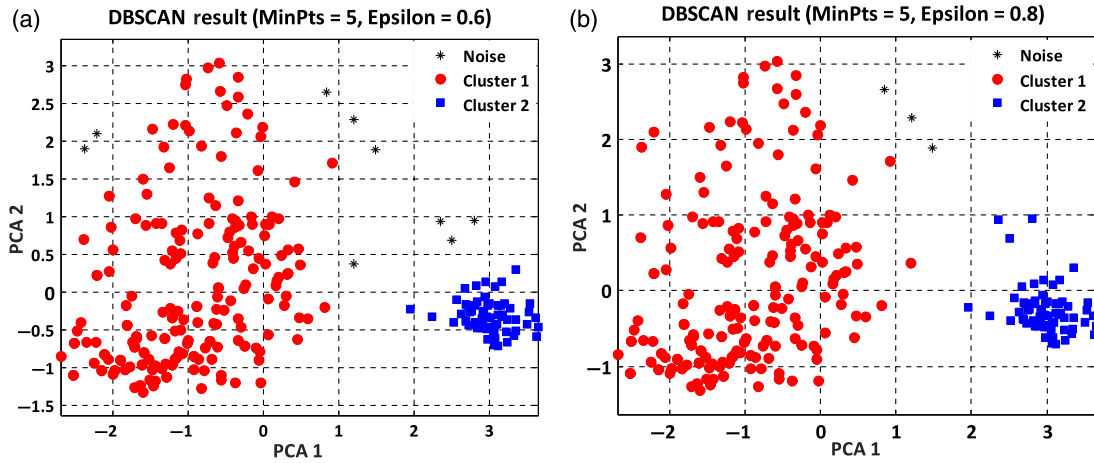 (a)
DBSCAN result (MinPts = 5, Epsilon = 0.6)
Noise
Cluster 1
Cluster 2
3
2.5
2
1.5
1
0.5
0
−0.5
−1
−1.5
PCA 2
−2
−1
0
1
2
3
PCA 1
(b)
DBSCAN result (MinPts = 5, Epsilon = 0.8)
Noise
Cluster 1
Cluster 2
3
2
1
0
−1
PCA 2
−2
−1
0
1
2
3
PCA 1